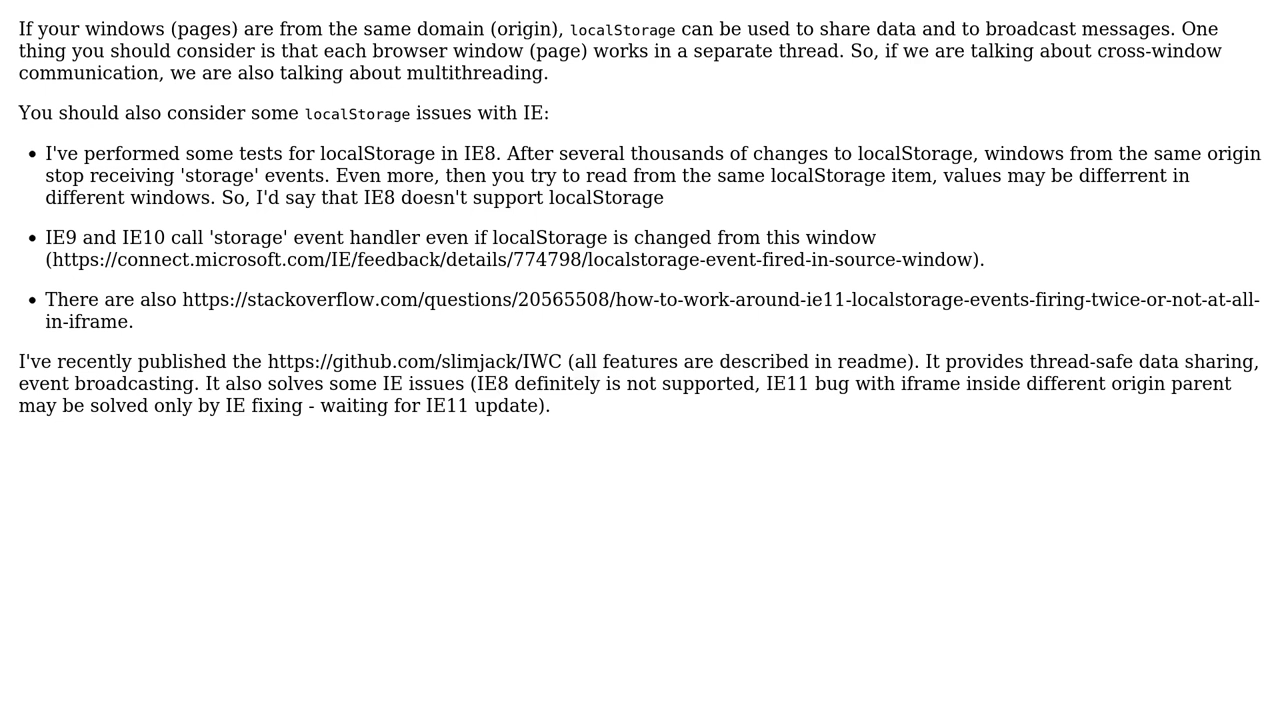 If your windows (pages) are from the same domain (origin), localStorage can be used to share data and to broadcast messages. One
thing you should consider is that each browser window (page) works in a separate thread. So, if we are talking about cross-window
communication, we are also talking about multithreading.
You should also consider some localStorage issues with IE:
• I've performed some tests for localStorage in IE8. After several thousands of changes to localStorage, windows from the same origin
stop receiving 'storage' events. Even more, then you try to read from the same localStorage item, values may be differrent in
different windows. So, I'd say that IE8 doesn't support localStorage
• IE9 and IE10 call 'storage' event handler even if localStorage is changed from this window
(https://connect.microsoft.com/IE/feedback/details/774798/localstorage-event-fired-in-source-window).
• There are also https://stackoverflow.com/questions/20565508/how-to-work-around-ie11-localstorage-events-firing-twice-or-not-at-all-
in-iframe.
I've recently published the https://github.com/slimjack/IWC (all features are described in readme). It provides thread-safe data sharing,
event broadcasting. It also solves some IE issues (IE8 definitely is not supported, IE11 bug with iframe inside different origin parent
may be solved only by IE fixing - waiting for IE11 update).